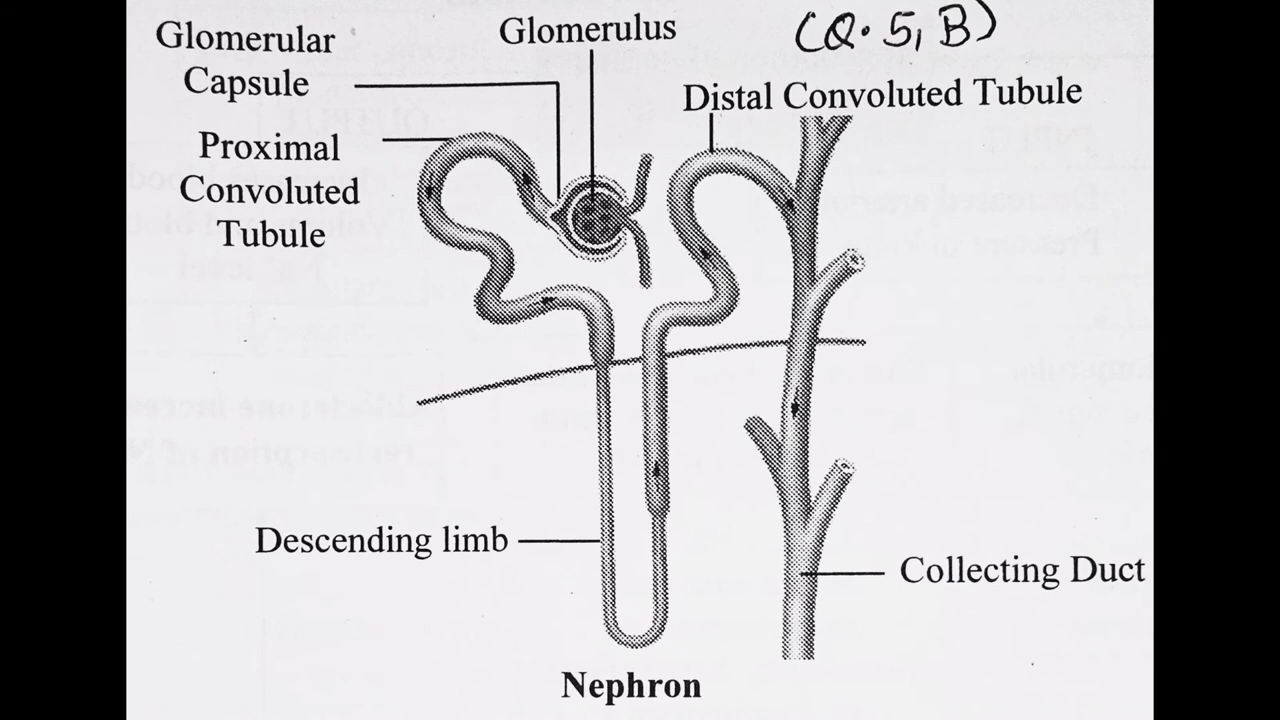 Glomerular
Capsule
Glomerulus
(Q. 5, B)
Distal Convoluted Tubule
Proximal
Convoluted
Tubule
Descending limb
Collecting Duct
Nephron